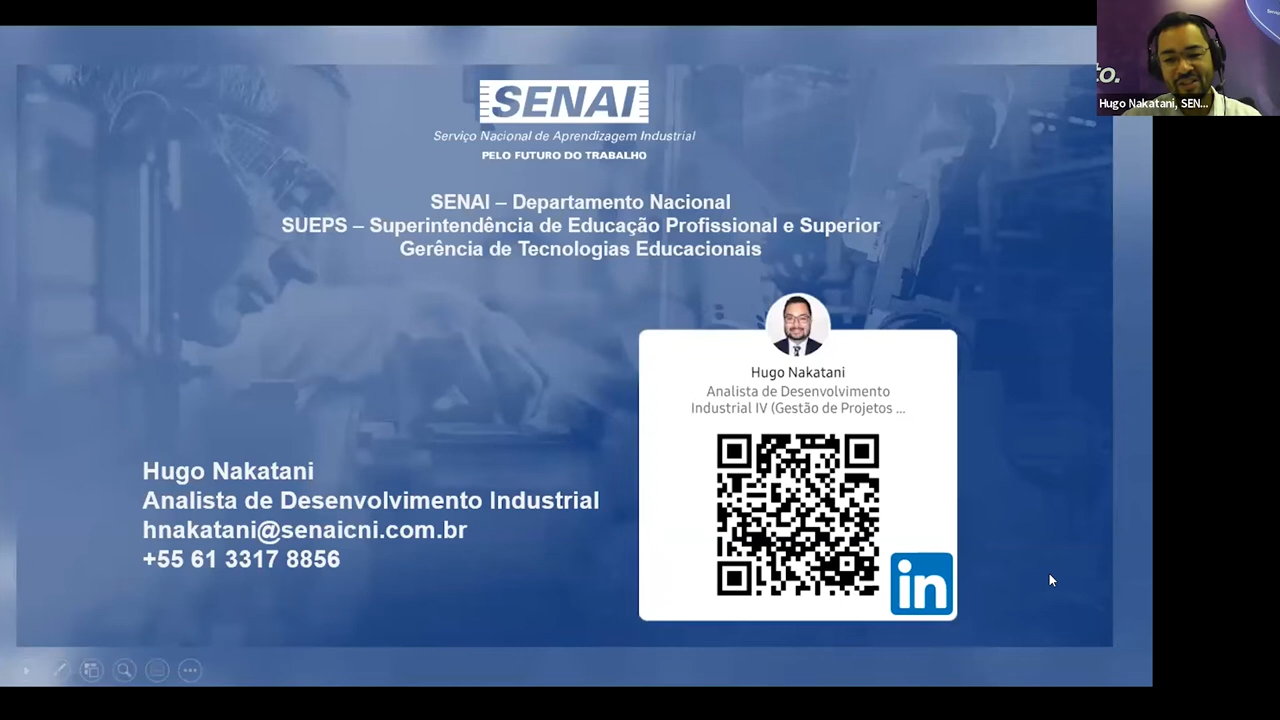 SENAI
Serviço Nacional de Aprendizagem Industrial
PELO FUTURO DO TRABALHO
SENAI – Departamento Nacional
SUEPS – Superintendência de Educação Profissional e Superior
Gerência de Tecnologias Educacionais
Hugo Nakatani
Analista de Desenvolvimento
Industrial IV (Gestão de Projetos ...
in
Hugo Nakatani
Analista de Desenvolvimento Industrial
hnakatani@senaicni.com.br
+55 61 3317 8856
to.
Hugo Nakatani, SEN...